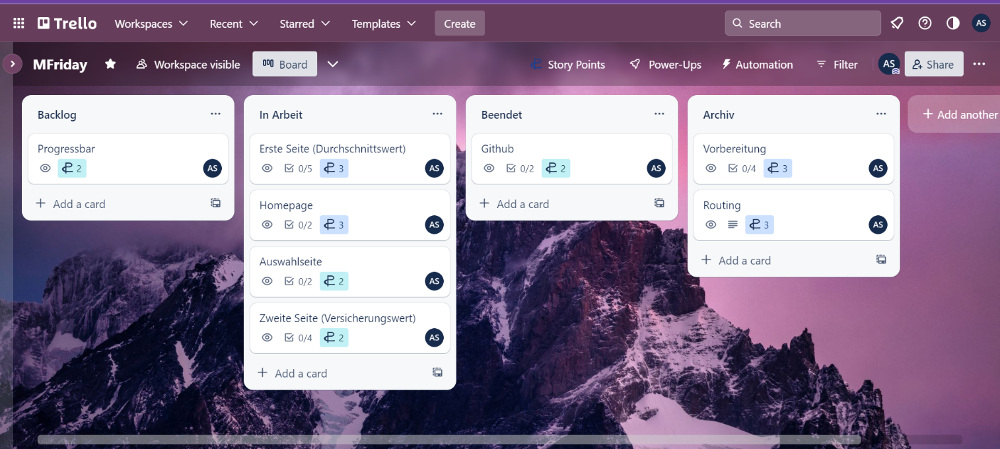 Trello Workspaces Recent Starred Templates Create Search AS
MFriday Workspace visible Board Story Points Power-Ups Automation Filter AS Share
Backlog
Progressbar
2 AS
Add a card
In Arbeit
Erste Seite (Durchschnittswert)
0/5 3 AS
Homepage
0/2 3 AS
Auswahlseite
0/2 2 AS
Zweite Seite (Versicherungswert)
0/4 2 AS
Add a card
Beendet
Github
0/2 2 AS
Add a card
Archiv
Vorbereitung
0/4 3 AS
Routing
3 AS
Add a card
Add another